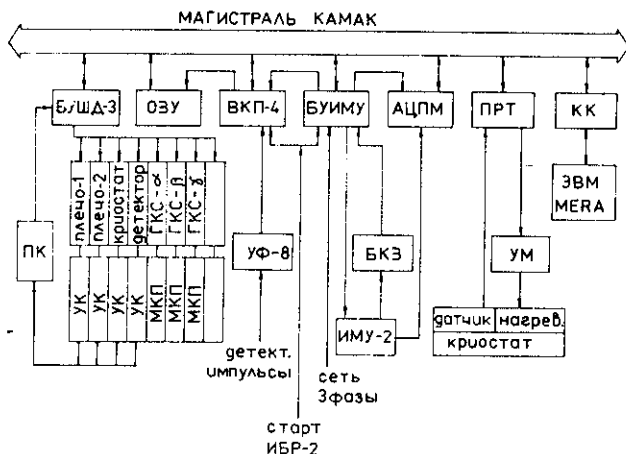 МАГИСТРАЛЬ КАМАК
БУШД-3
ОЗУ
ВКП-4
БУИМУ
АЦПМ
ПРТ
КК
ПК
плечо-1
плечо-2
криостат
детектор
ГКС-α
ГКС-β
ГКС-γ
УК
УК
УК
УК
МКП
МКП
МКП
УФ-8
БКЗ
ИМУ-2
УМ
ЭВМ
MERA
датчик
нагрев.
криостат
детект.
импульсы
сеть
3фазы
старт
ИБР-2